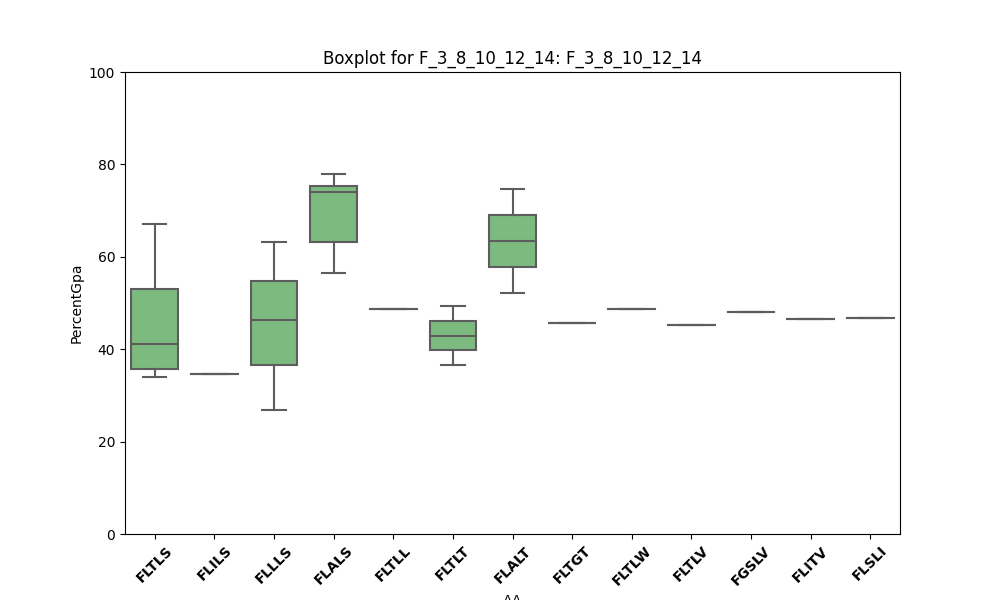 Boxplot for F_3_8_10_12_14: F_3_8_10_12_14
100
80
60
40
20
0
PercentGpa
FLTLS
FLILS
FLLLS
FLALS
FLTLL
FLTLT
FLALT
FLTGT
FLTLW
FLTLV
FGSLV
FLITV
FLSLI
AA